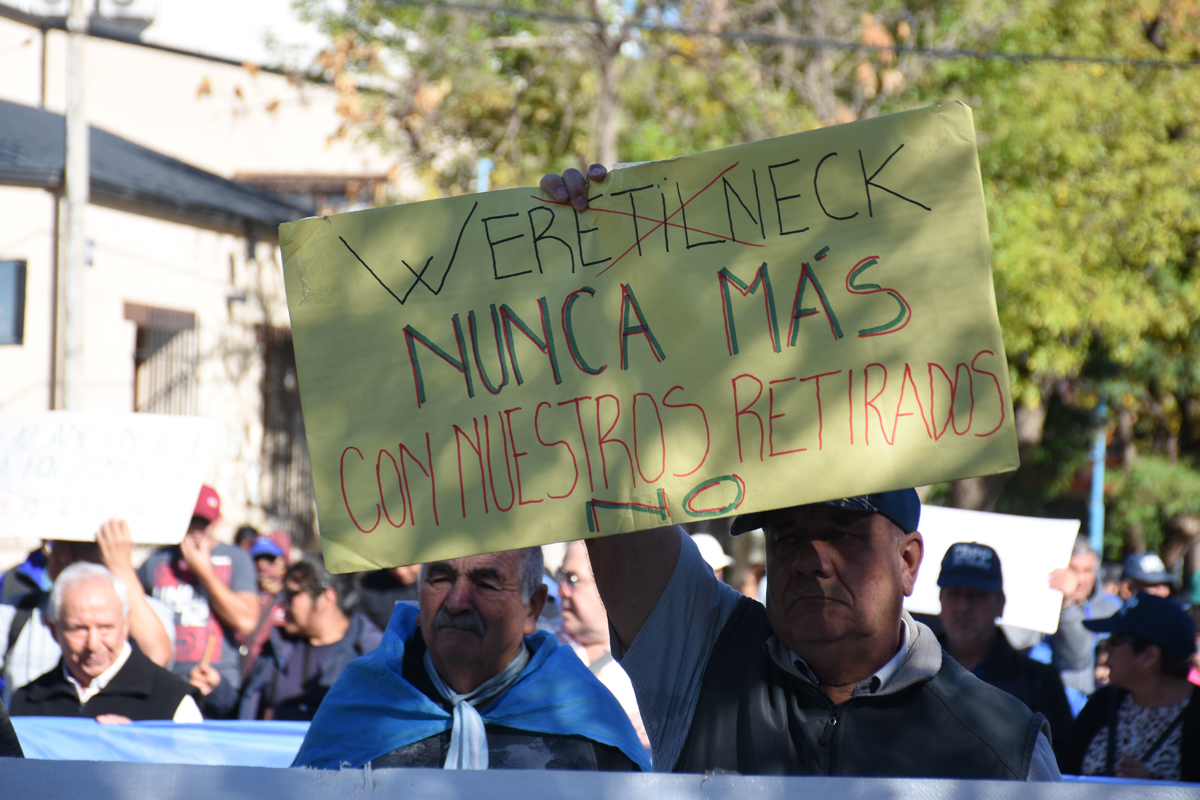 WERETiLNECK
NUNCA MÁS
CON NUESTROS RETIRADOS
NO